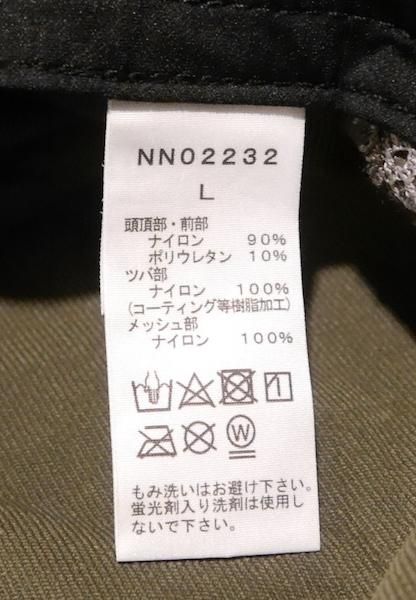 NN02232
L
頭頂部・前部
ナイロン 90%
ポリウレタン 10%
ツバ部
ナイロン 100%
(コーティング等樹脂加工)
メッシュ部
ナイロン 100%
W
もみ洗いはお避け下さい。
蛍光剤入り洗剤は使用し
ないで下さい。